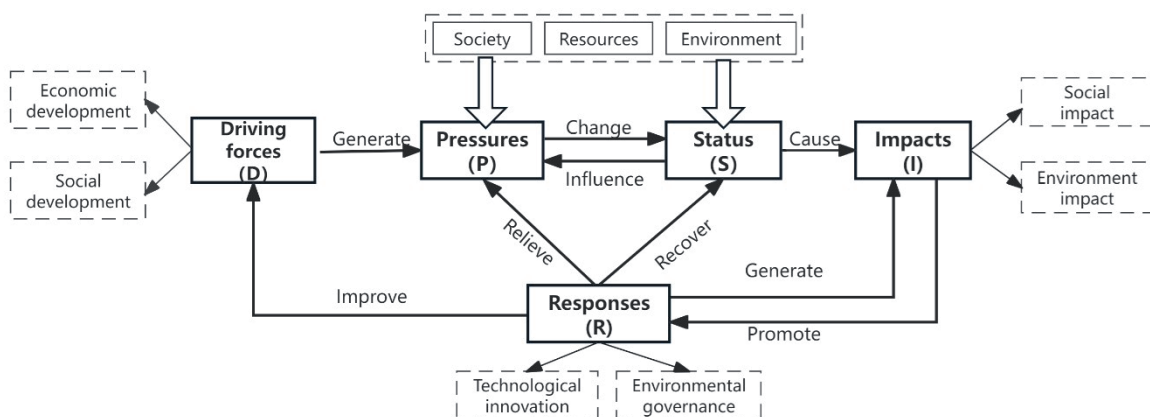 Society
Resources
Environment
Economic
development
Social
development
Driving
forces
(D)
Generate
Pressures
(P)
Change
Influence
Status
(S)
Cause
Impacts
(I)
Social
impact
Environment
impact
Relieve
Recover
Improve
Responses
(R)
Generate
Promote
Technological
innovation
Environmental
governance